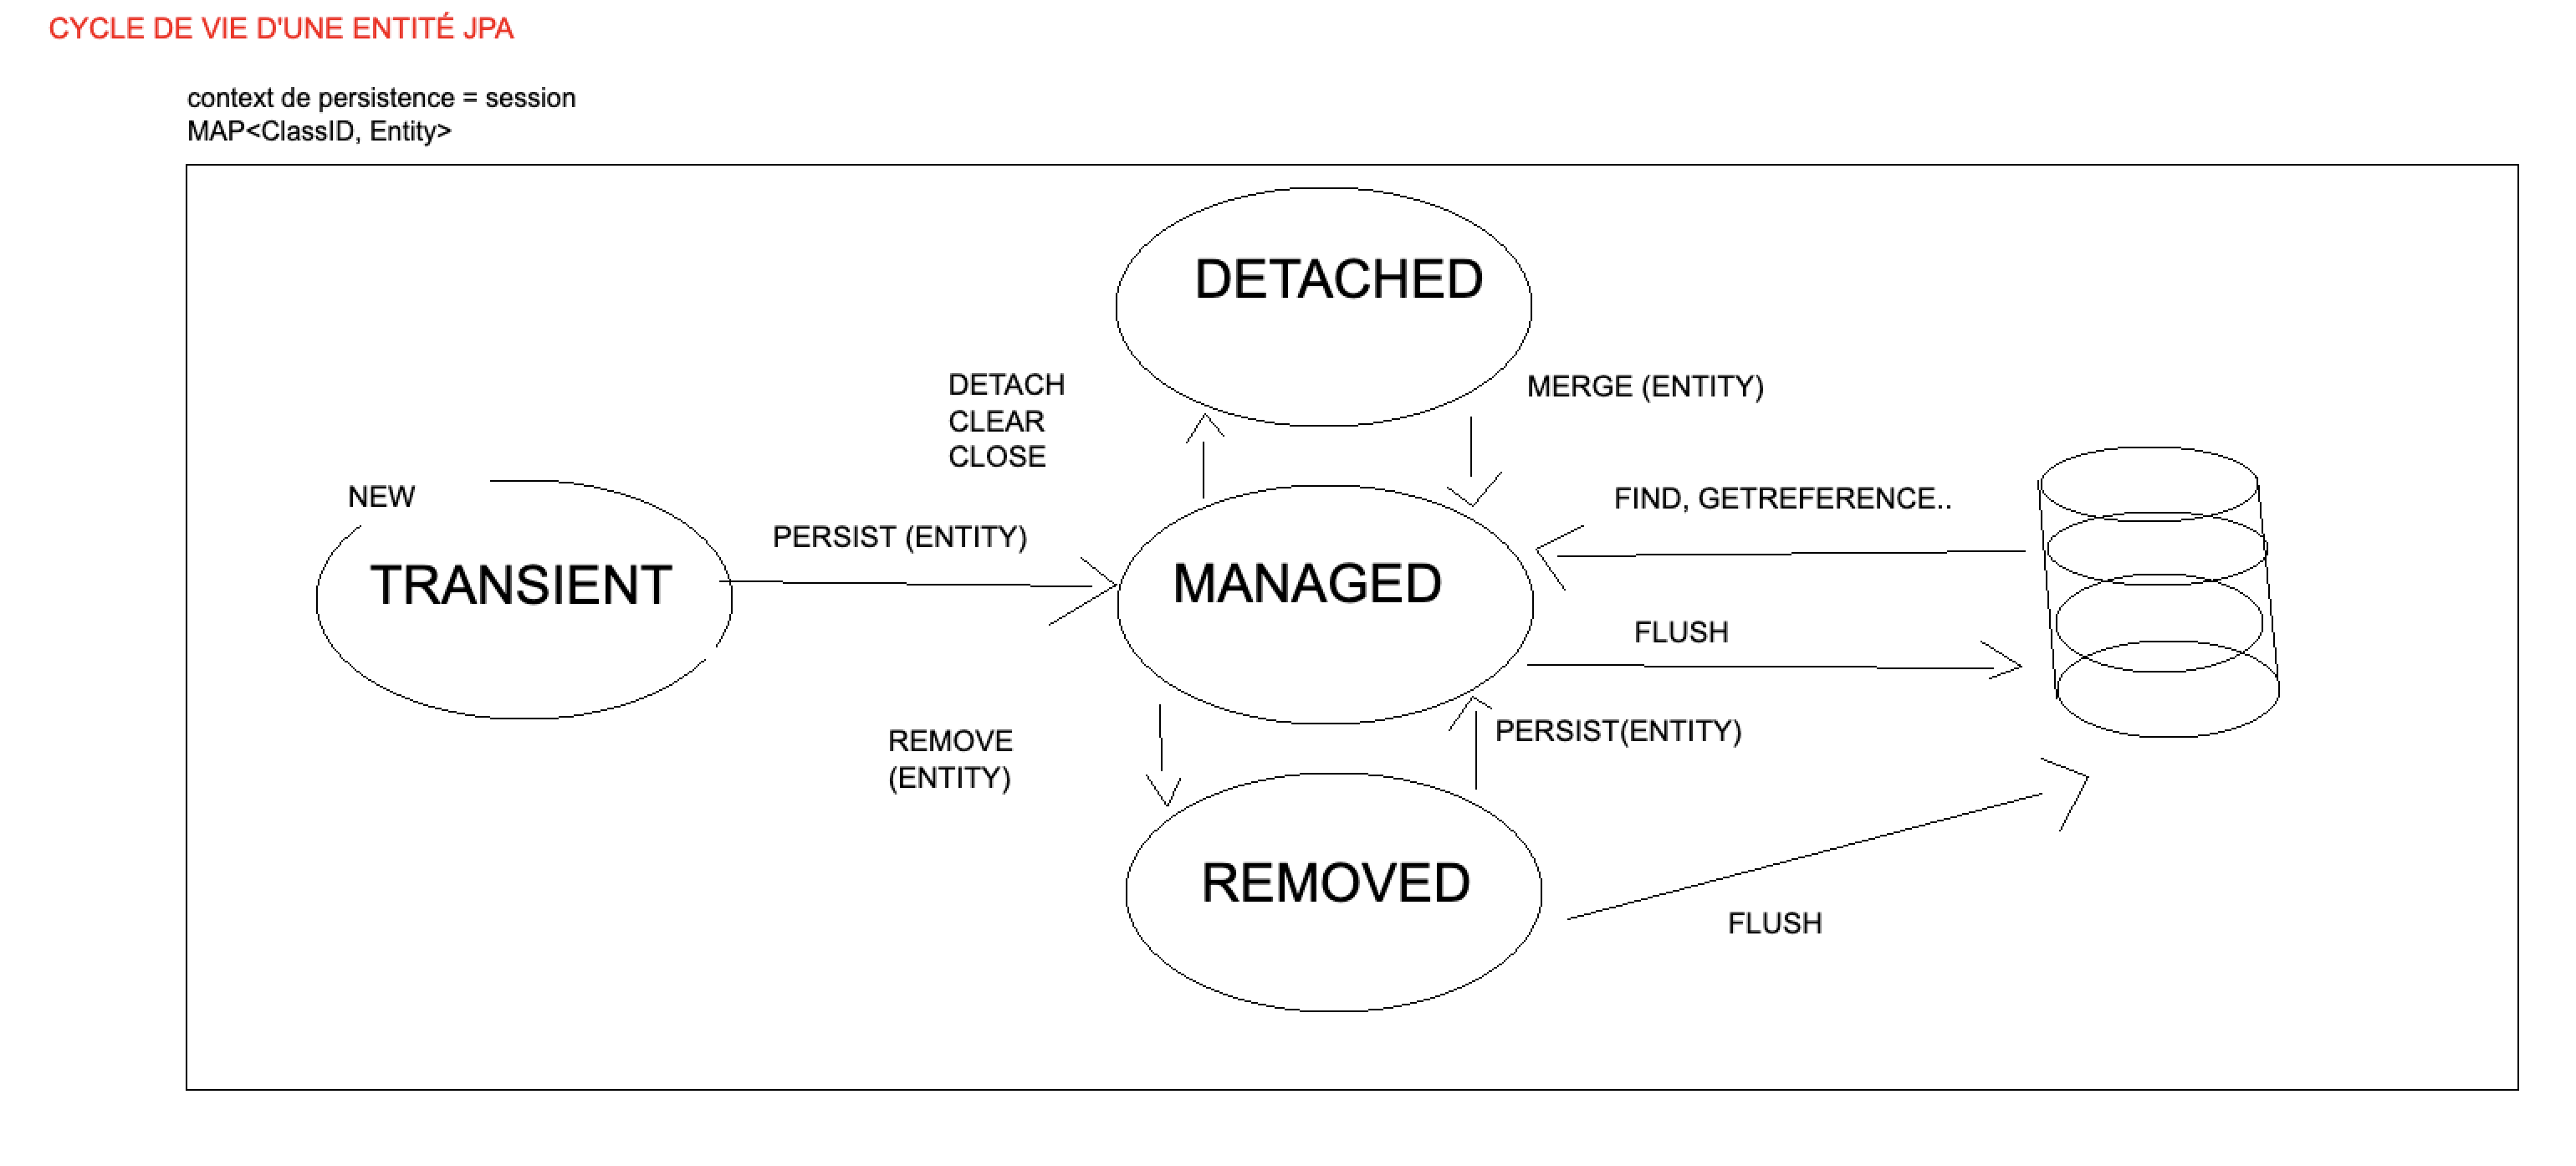 CYCLE DE VIE D'UNE ENTITÉ JPA
context de persistence = session
MAP<ClassID, Entity>
DETACHED
DETACH
CLEAR
CLOSE
MERGE (ENTITY)
NEW
TRANSIENT
PERSIST (ENTITY)
MANAGED
FIND, GETREFERENCE..
FLUSH
REMOVE
(ENTITY)
PERSIST(ENTITY)
REMOVED
FLUSH